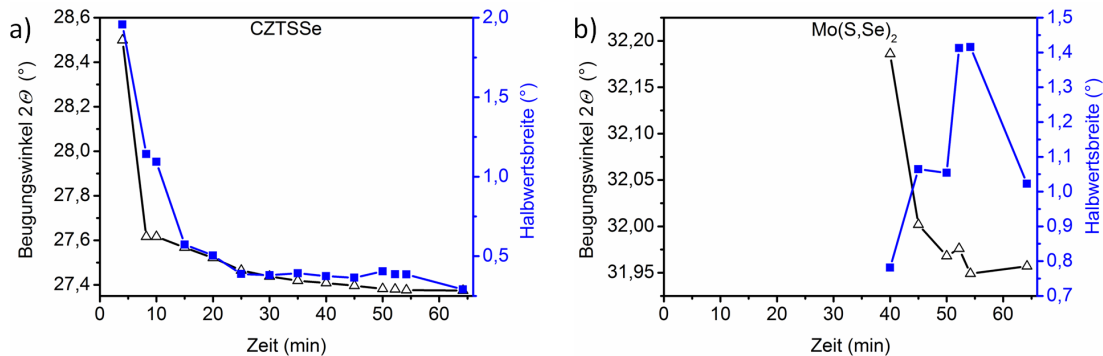 a)
CZTSSe
Beugungswinkel 2Θ (°)
28,6
28,4
28,2
28,0
27,8
27,6
27,4
2,0
1,5
1,0
0,5
Halbwertsbreite (°)
0 10 20 30 40 50 60
Zeit (min)
b)
Mo(S,Se)2
Beugungswinkel 2Θ (°)
32,20
32,15
32,10
32,05
32,00
31,95
1,5
1,4
1,3
1,2
1,1
1,0
0,9
0,8
0,7
Halbwertsbreite (°)
0 10 20 30 40 50 60
Zeit (min)